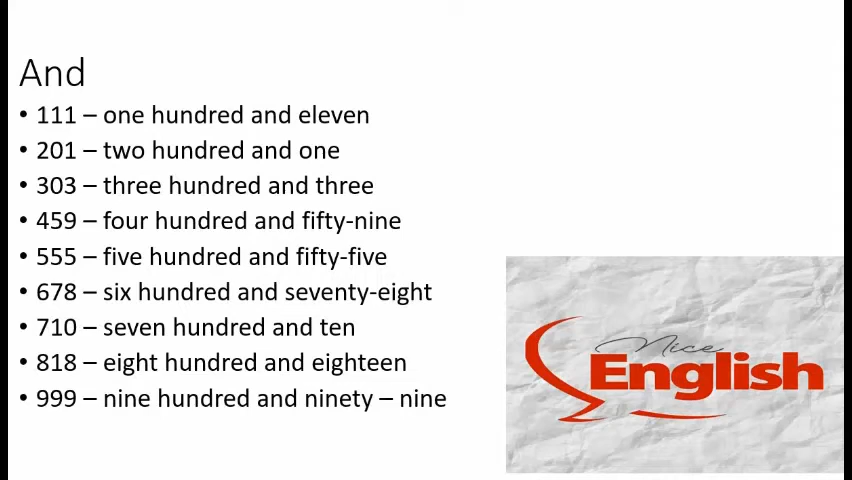 And
• 111 – one hundred and eleven
• 201 – two hundred and one
• 303 – three hundred and three
• 459 – four hundred and fifty-nine
• 555 – five hundred and fifty-five
• 678 – six hundred and seventy-eight
• 710 – seven hundred and ten
• 818 – eight hundred and eighteen
• 999 – nine hundred and ninety – nine
Nice
English